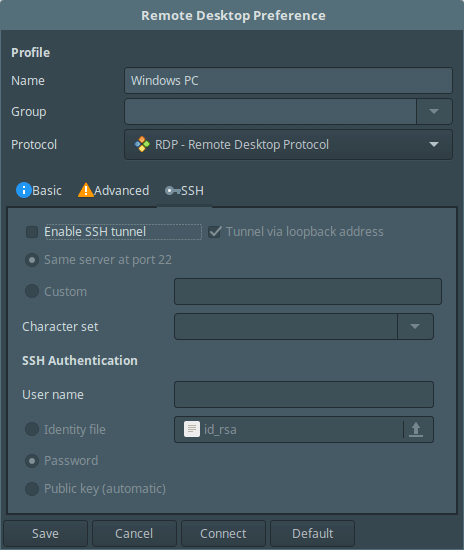 Remote Desktop Preference
Profile
Name Windows PC
Group
Protocol RDP - Remote Desktop Protocol
Basic Advanced SSH
Enable SSH tunnel Tunnel via loopback address
Same server at port 22
Custom
Character set
SSH Authentication
User name
Identity file id_rsa
Password
Public key (automatic)
Save Cancel Connect Default